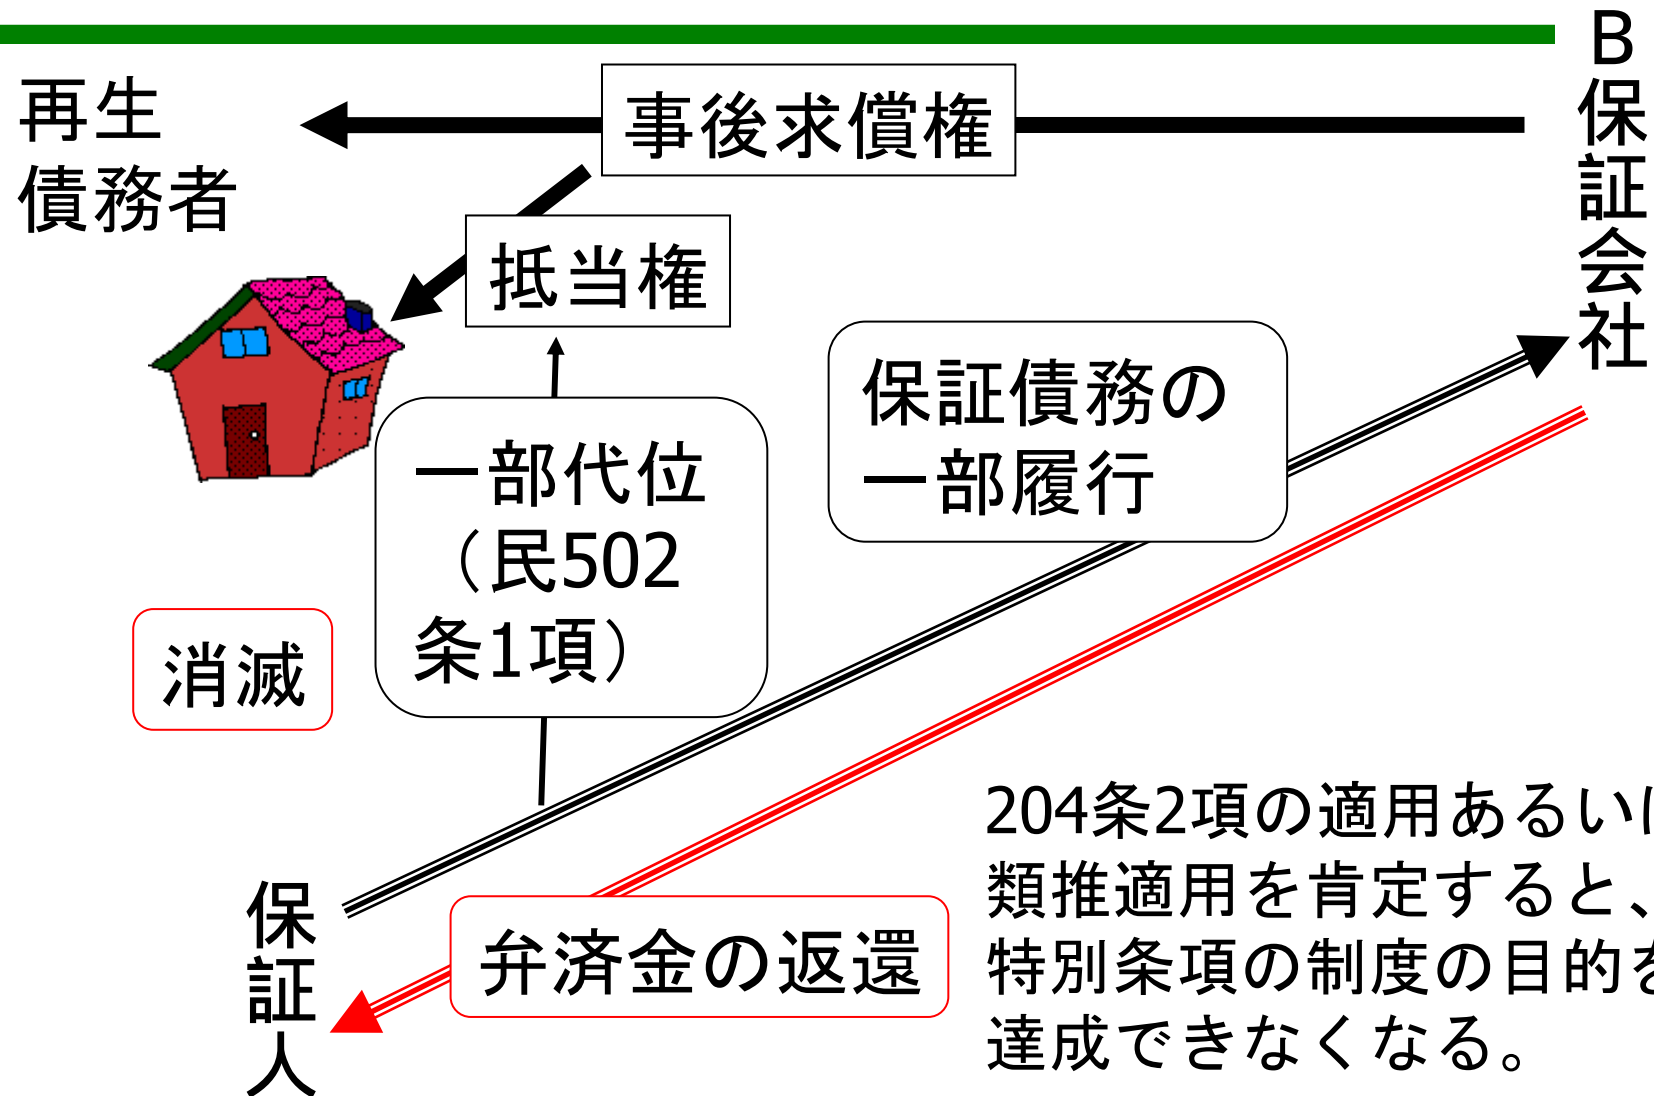 B保証会社
再生
債務者
事後求償権
抵当権
保証債務の
一部履行
一部代位
（民502
条1項）
消滅
204条2項の適用あるいは
類推適用を肯定すると、
特別条項の制度の目的を
達成できなくなる。
弁済金の返還
保証人